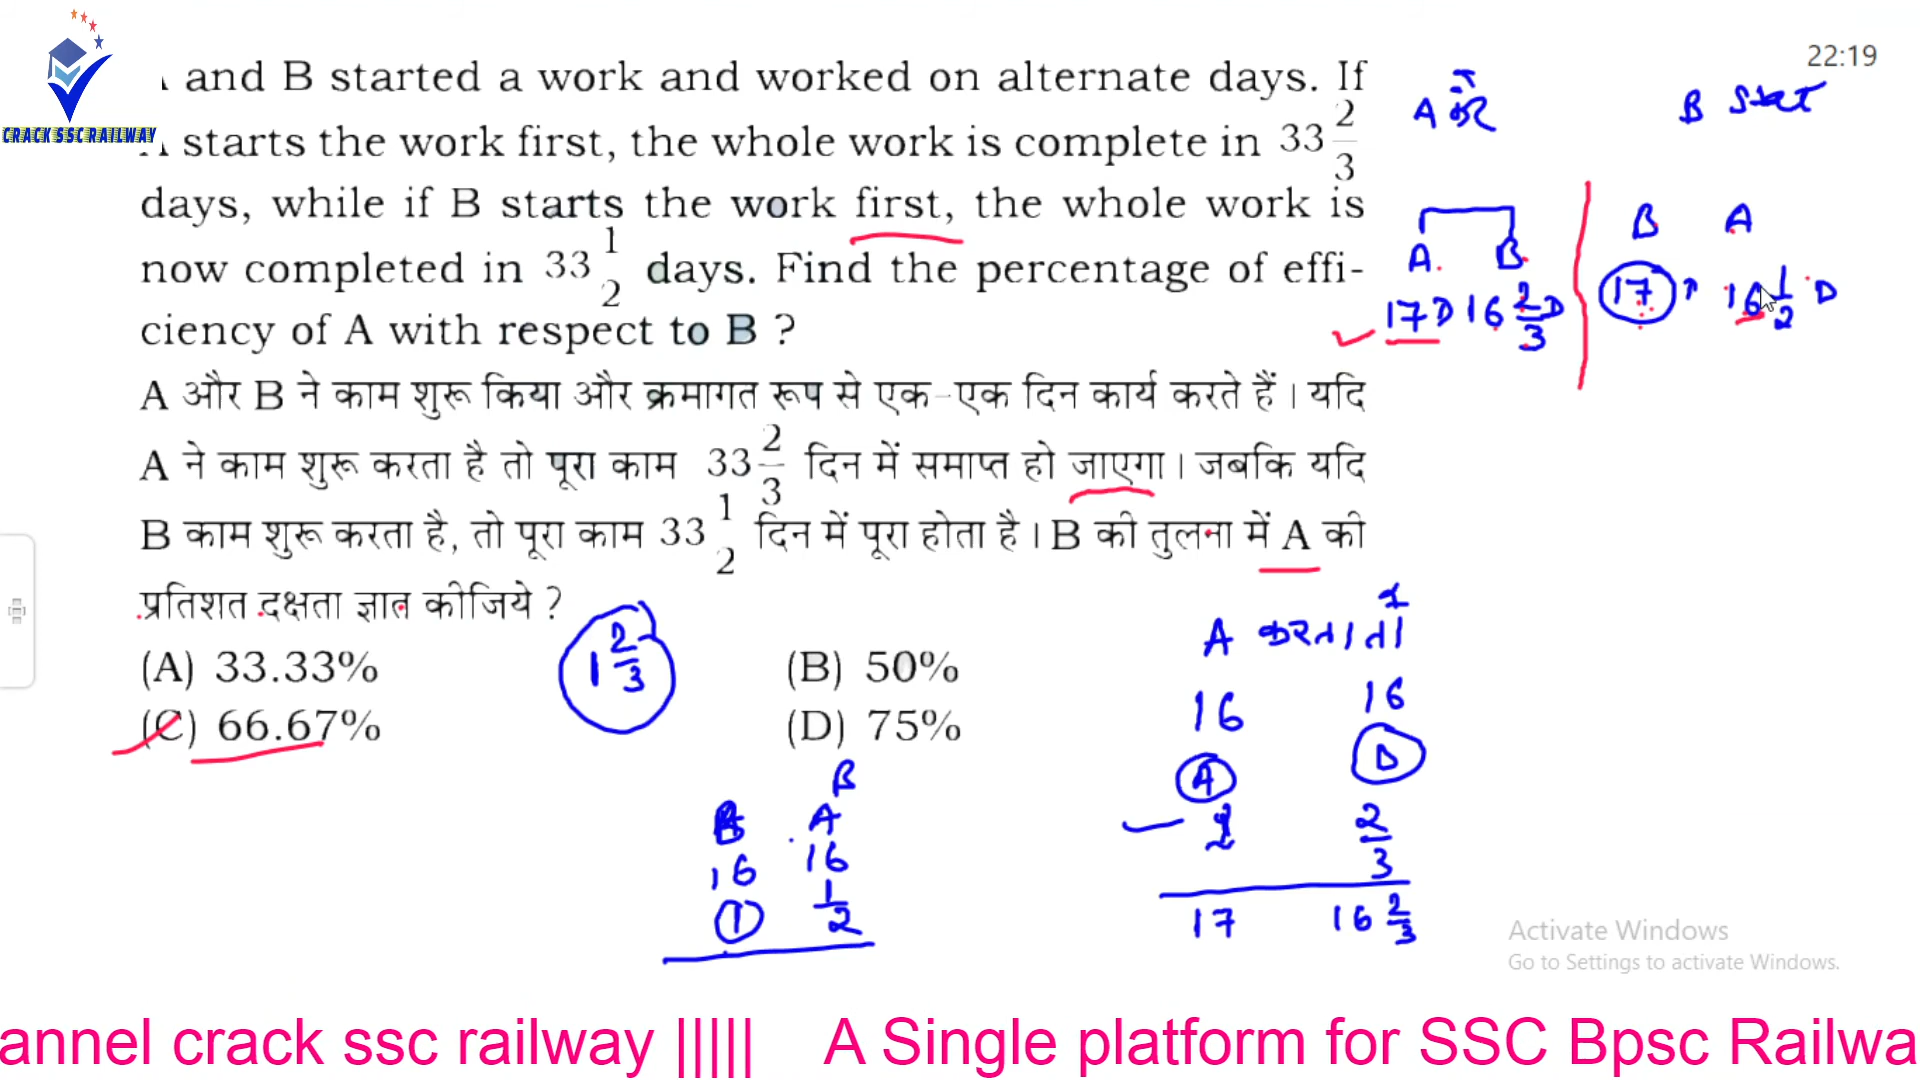 22:19
CRACK SSC RAILWAY
and B started a work and worked on alternate days. If
starts the work first, the whole work is complete in 33 2/3
days, while if B starts the work first, the whole work is
now completed in 33 1/2 days. Find the percentage of effi-
ciency of A with respect to B ?
A और B ने काम शुरू किया और क्रमागत रूप से एक-एक दिन कार्य करते हैं। यदि
A ने काम शुरू करता है तो पूरा काम 33 2/3 दिन में समाप्त हो जाएगा। जबकि यदि
B काम शुरू करता है, तो पूरा काम 33 1/2 दिन में पूरा होता है। B की तुलना में A की
प्रतिशत दक्षता ज्ञात कीजिये ?
(A) 33.33%
(B) 50%
(C) 66.67%
(D) 75%
A
B Start
A B
17D 16 2/3 D
B A
17 16 1/2 D
1 2/3
B
A
16 16
1 1/2
A करता
16 16
A
2/3
17 16 2/3
Activate Windows
Go to Settings to activate Windows.
annel crack ssc railway ||||| A Single platform for SSC Bpsc Railwa